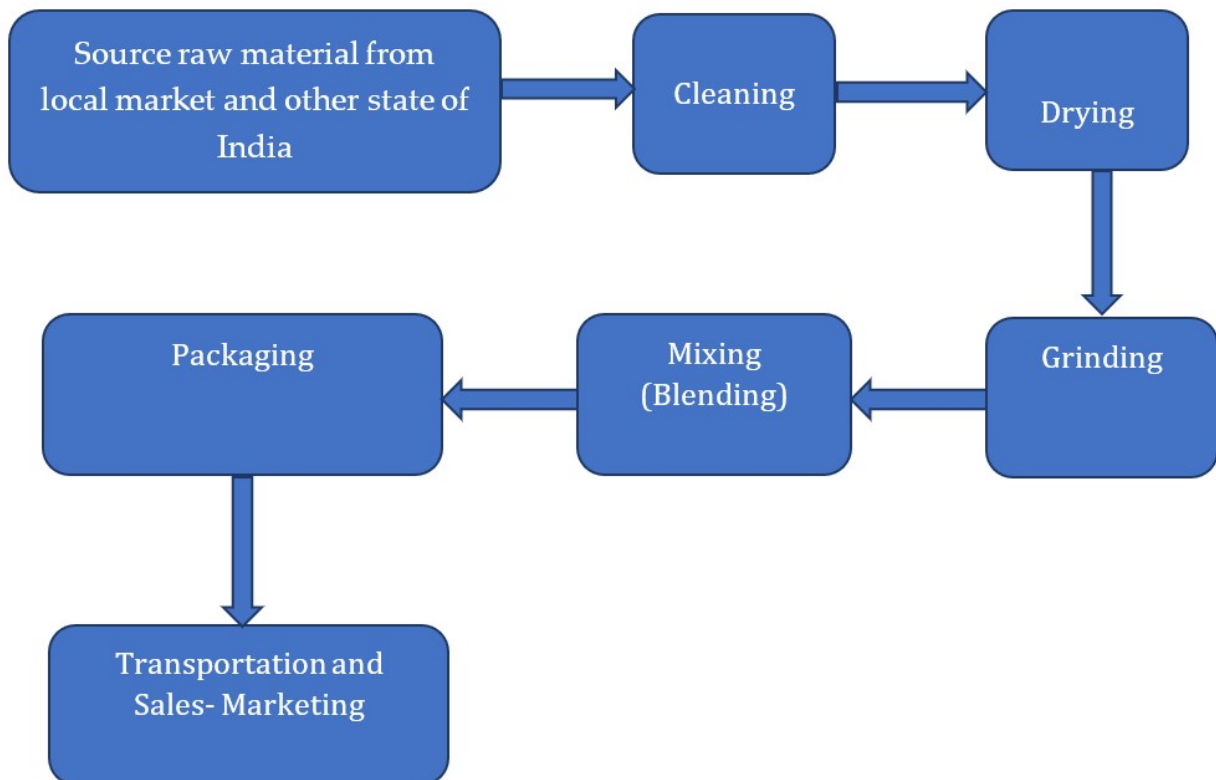 Source raw material from
local market and other state of
India
Cleaning
Drying
Grinding
Mixing
(Blending)
Packaging
Transportation and
Sales- Marketing